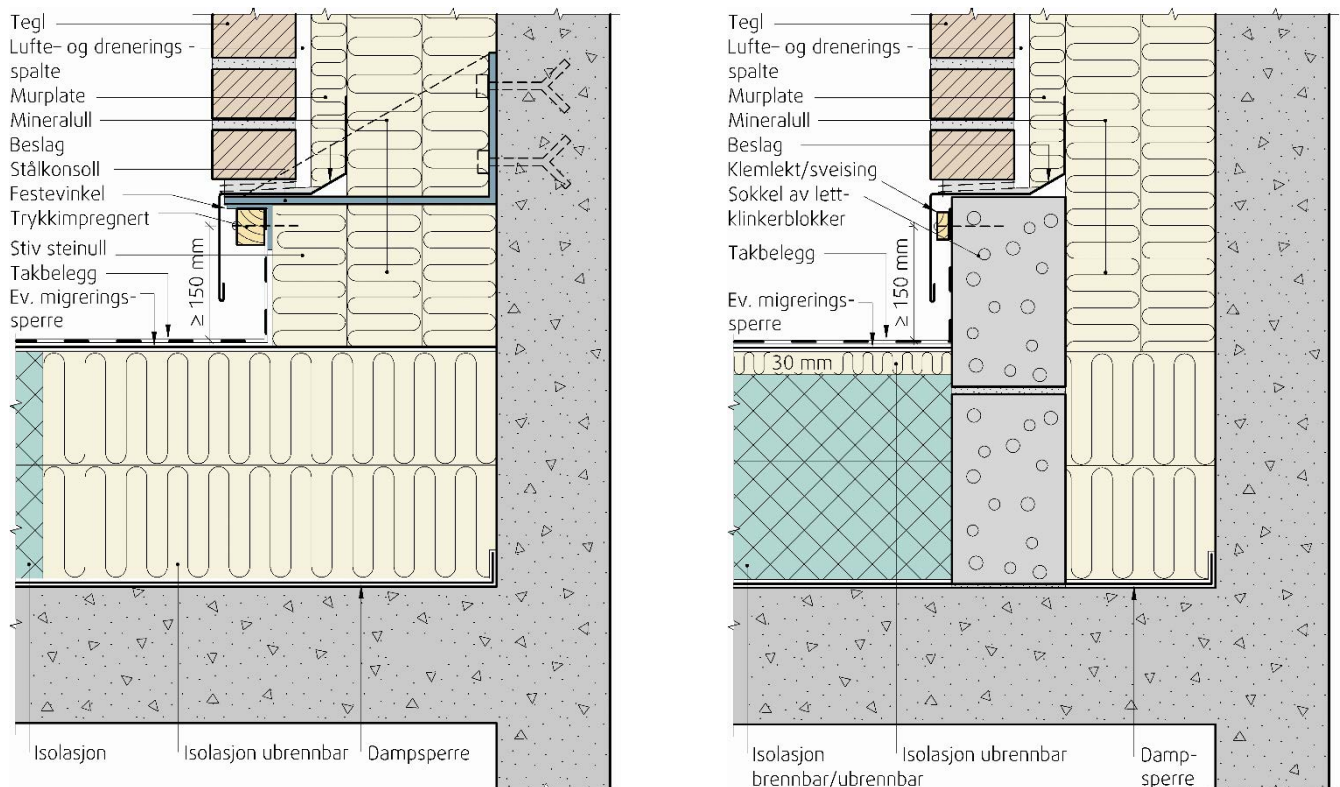 Tegl
Lufte- og drenerings -
spalte
Murplate
Mineralull
Beslag
Stålkonsoll
Festevinkel
Trykkimpregnert
Stiv steinull
Takbelegg
Ev. migrerings-
sperre
≥ 150 mm
Isolasjon
Isolasjon ubrennbar
Dampsperre
Tegl
Lufte- og drenerings -
spalte
Murplate
Mineralull
Beslag
Klemlekt/sveising
Sokkel av lett-
klinkerblokker
Takbelegg
Ev. migrerings-
sperre
≥ 150 mm
30 mm
Isolasjon
brennbar/ubrennbar
Isolasjon ubrennbar
Damp-
sperre